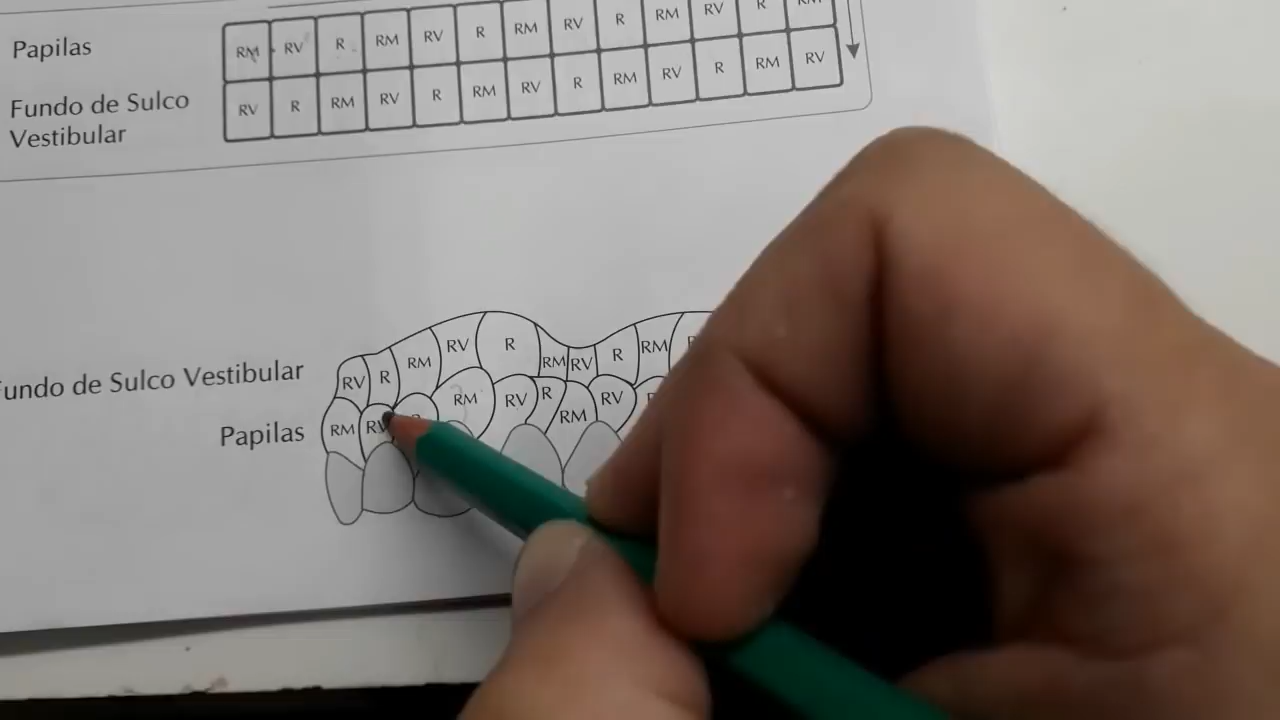 Papilas RM RV R RM RV R RM RV R RM RV R RM
Fundo de Sulco Vestibular RV R RM RV R RM RV R RM RV R RM RV
RV R RM RV R RM RV R RM
Fundo de Sulco Vestibular
RM RV RM RV R RM RV
Papilas